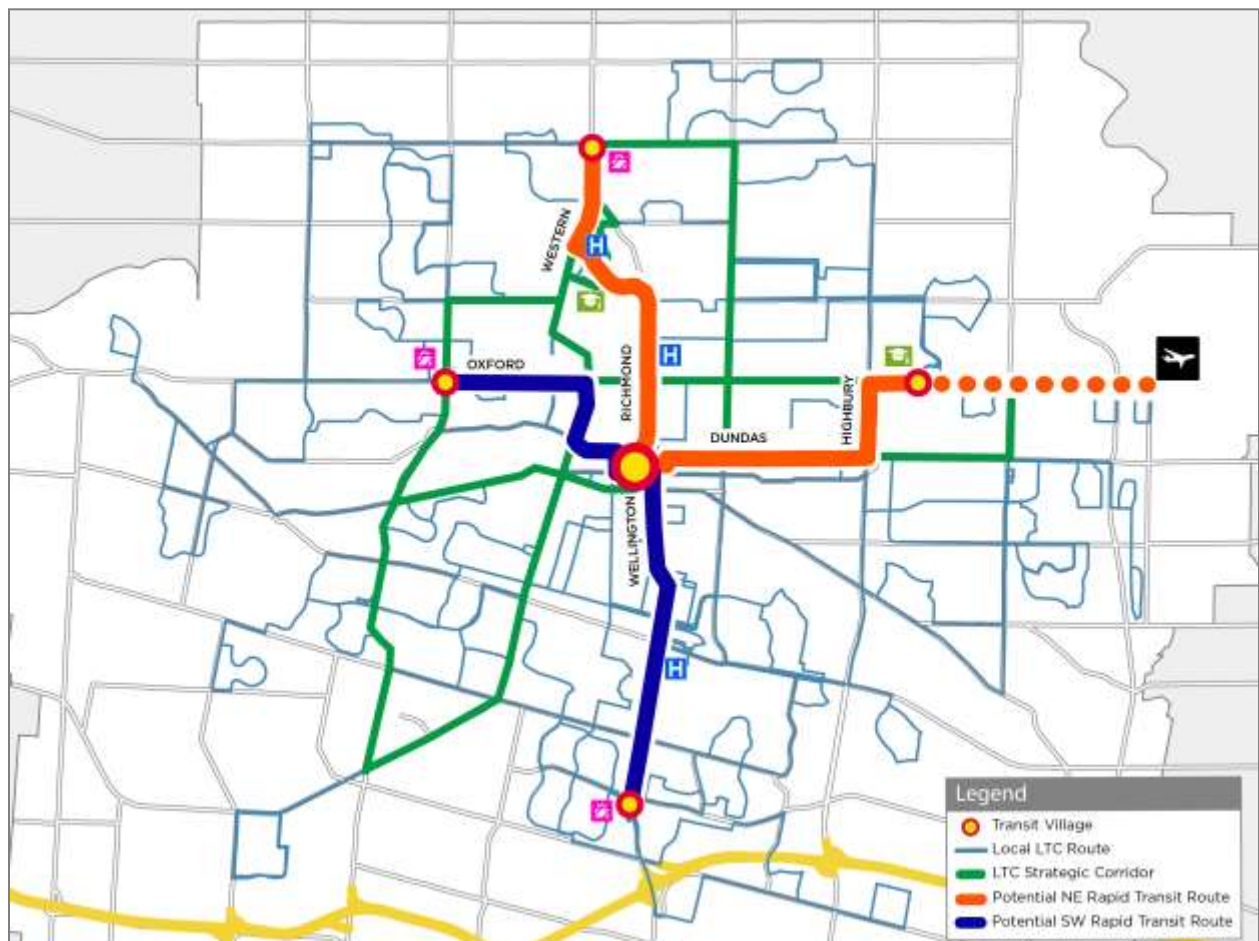 WESTERN
H
H
OXFORD
RICHMOND
HIGHBURY
DUNDAS
WELLINGTON
H
Legend
Transit Village
Local LTC Route
LTC Strategic Corridor
Potential NE Rapid Transit Route
Potential SW Rapid Transit Route